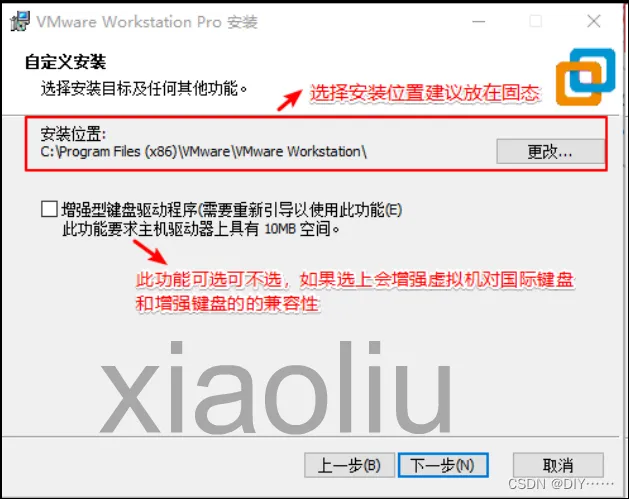 VMware Workstation Pro 安装
自定义安装
选择安装目标及任何其他功能。
选择安装位置建议放在固态
安装位置:
C:\Program Files (x86)\VMware\VMware Workstation\
更改...
增强型键盘驱动程序(需要重新引导以使用此功能(E)
此功能要求主机驱动器上具有 10MB 空间。
此功能可选可不选，如果选上会增强虚拟机对国际键盘
和增强键盘的的兼容性
xiaoliu
上一步(B)
下一步(N)
取消
CSDN @DIY……